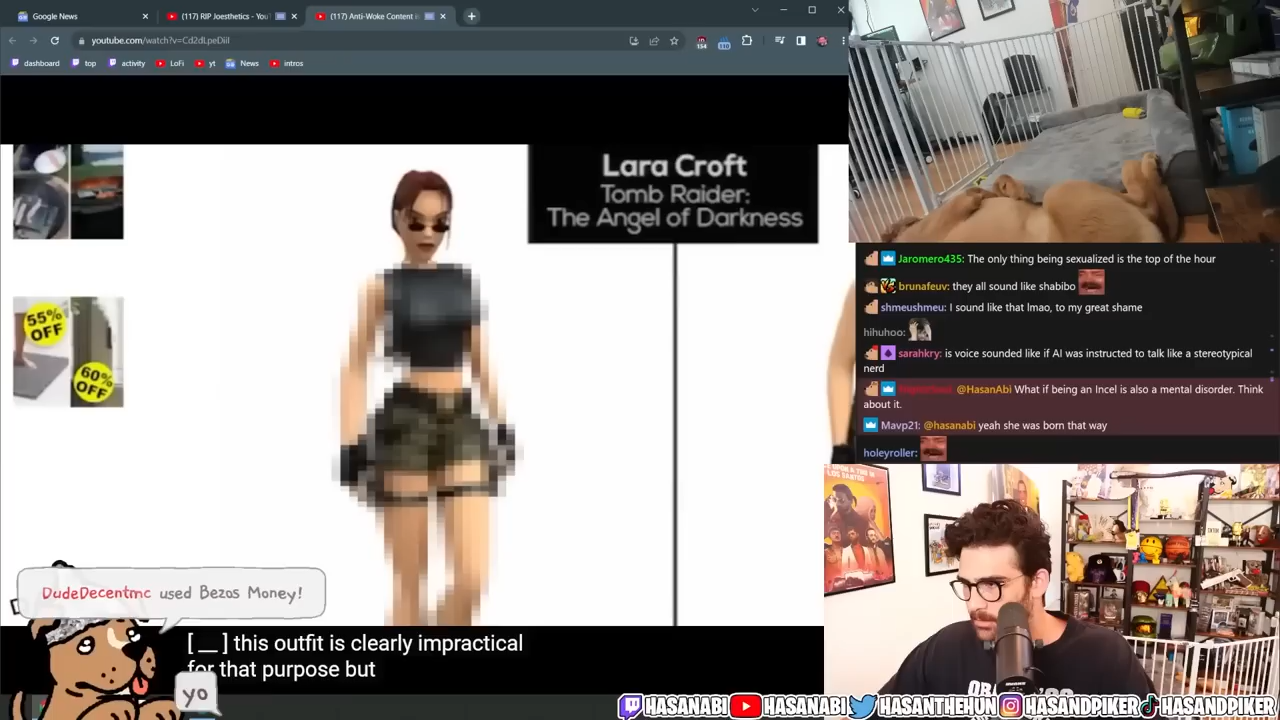 Google News
(117) RIP Joesthetics - You
(117) Anti-Woke Content i
youtube.com/watch?v=Cd2dLpeDiiI
154
dashboard
top
activity
LoFi
yt
News
intros
Lara Croft
Tomb Raider:
The Angel of Darkness
55%
OFF
60%
OFF
DudeDecentmc used Bezos Money!
yo
[ __ ] this outfit is clearly impractical
for that purpose but
Jaromero435: The only thing being sexualized is the top of the hour
brunafeuv: they all sound like shabibo
shmeushmeu: I sound like that lmao, to my great shame
hihuhoo:
sarahkry: is voice sounded like if AI was instructed to talk like a stereotypical
nerd
@HasanAbi What if being an Incel is also a mental disorder. Think
about it.
Mavp21: @hasanabi yeah she was born that way
holeyroller:
LOS SANTOS
HASANABI
HASANABI
HASANTHEHUN
HASANDPIKER
HASANDPIKER